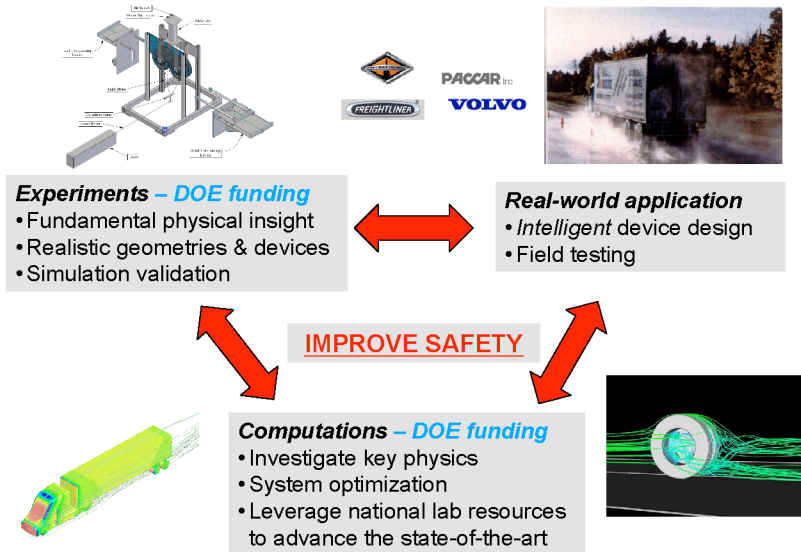 PACCAR Inc
FREIGHTLINER
VOLVO
Experiments – DOE funding
• Fundamental physical insight
• Realistic geometries & devices
• Simulation validation
Real-world application
• Intelligent device design
• Field testing
IMPROVE SAFETY
Computations – DOE funding
• Investigate key physics
• System optimization
• Leverage national lab resources
to advance the state-of-the-art